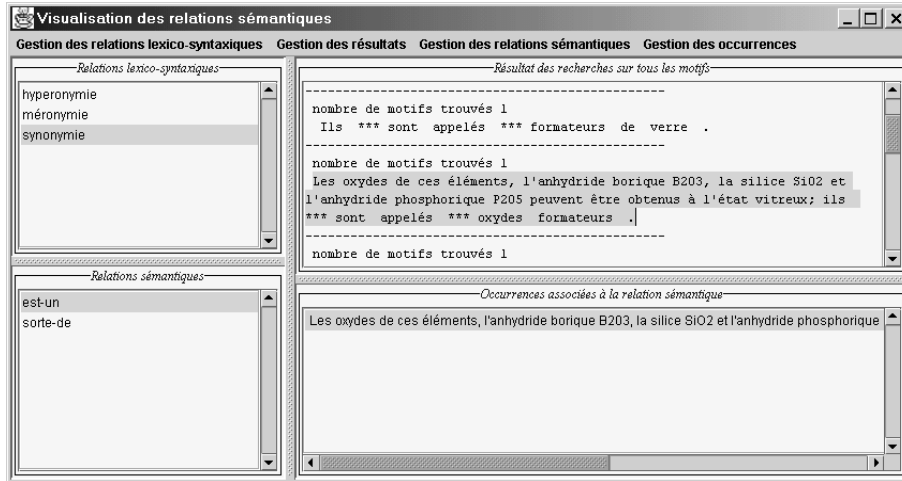 Visualisation des relations sémantiques
Gestion des relations lexico-syntaxiques Gestion des résultats Gestion des relations sémantiques Gestion des occurrences
Relations lexico-syntaxiques
hyperonymie
méronymie
synonymie
Relations sémantiques
est-un
sorte-de
Résultat des recherches sur tous les motifs
--------------------------------------------------
nombre de motifs trouvés 1
Ils *** sont appelés *** formateurs de verre .
--------------------------------------------------
nombre de motifs trouvés 1
Les oxydes de ces éléments, l'anhydride borique B203, la silice SiO2 et
l'anhydride phosphorique P205 peuvent être obtenus à l'état vitreux; ils
*** sont appelés *** oxydes formateurs .
--------------------------------------------------
nombre de motifs trouvés 1
Occurrences associées à la relation sémantique
Les oxydes de ces éléments, l'anhydride borique B203, la silice SiO2 et l'anhydride phosphorique